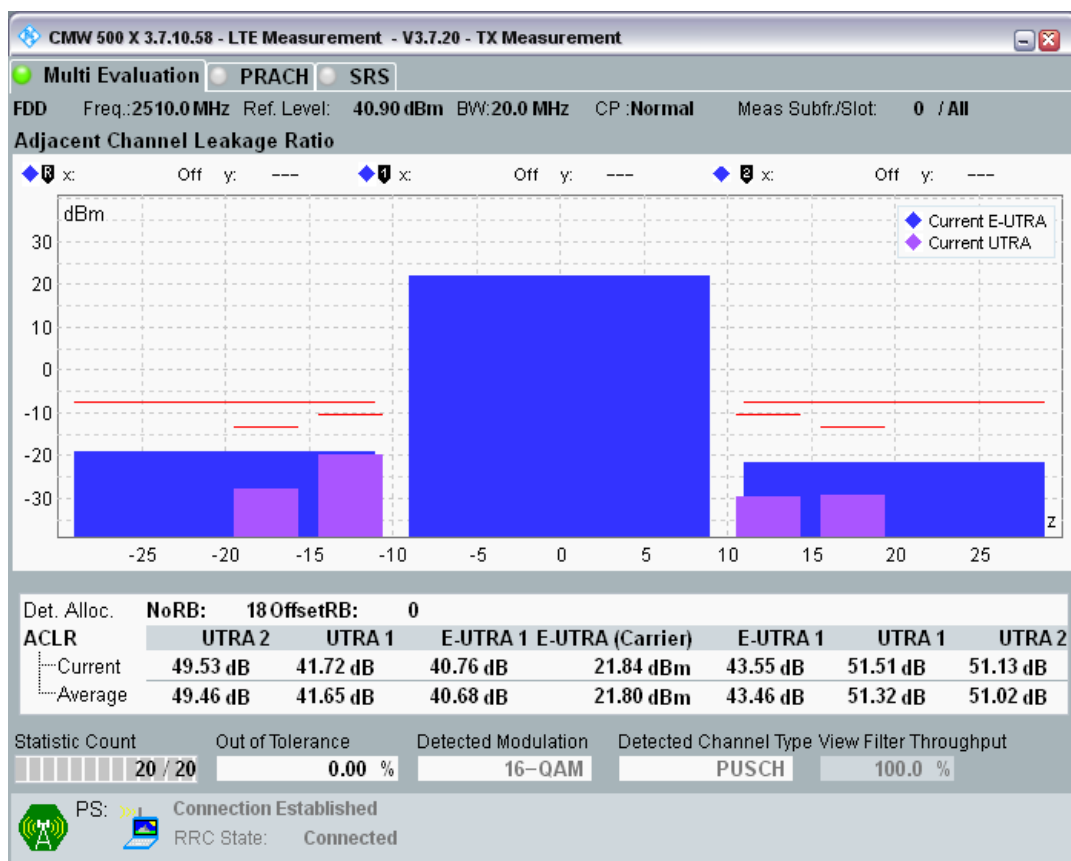 CMW 500 X 3.7.10.58 - LTE Measurement - V3.7.20 - TX Measurement
Multi Evaluation PRACH SRS
FDD Freq.:2510.0 MHz Ref. Level: 40.90 dBm BW:20.0 MHz CP :Normal Meas Subfr./Slot: 0 / All
Adjacent Channel Leakage Ratio
R x: Off y: --- 1 x: Off y: --- 2 x: Off y: ---
dBm
Current E-UTRA
Current UTRA
30
20
10
0
-10
-20
-30
z
-25 -20 -15 -10 -5 0 5 10 15 20 25
Det. Alloc. NoRB: 18 OffsetRB: 0
ACLR UTRA 2 UTRA 1 E-UTRA 1 E-UTRA (Carrier) E-UTRA 1 UTRA 1 UTRA 2
Current 49.53 dB 41.72 dB 40.76 dB 21.84 dBm 43.55 dB 51.51 dB 51.13 dB
Average 49.46 dB 41.65 dB 40.68 dB 21.80 dBm 43.46 dB 51.32 dB 51.02 dB
Statistic Count Out of Tolerance Detected Modulation Detected Channel Type View Filter Throughput
20 / 20 0.00 % 16-QAM PUSCH 100.0 %
PS: Connection Established
RRC State: Connected